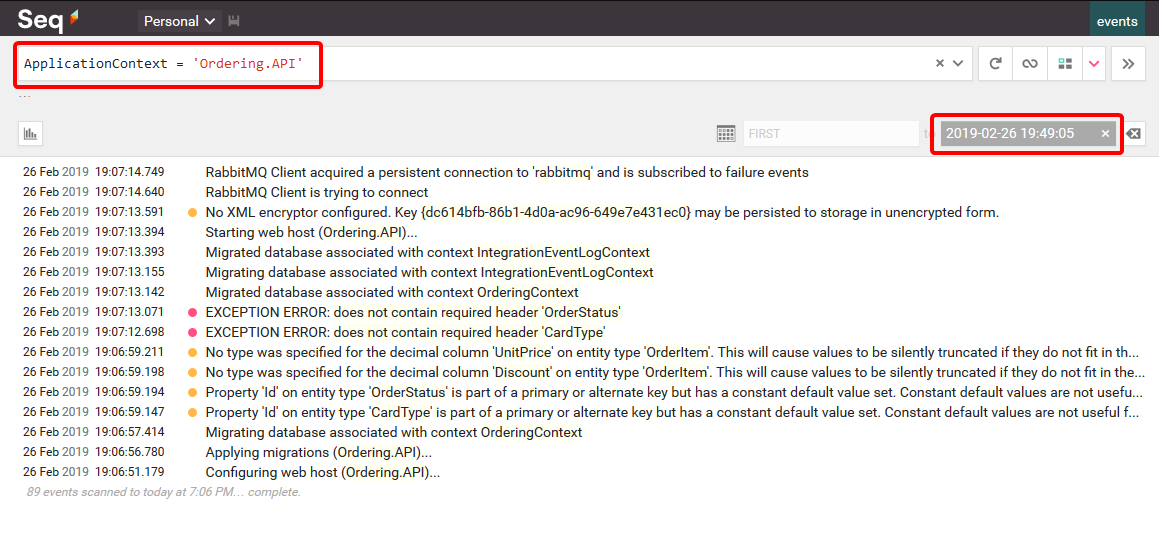 Seq
Personal
events
ApplicationContext = 'Ordering.API'
...
FIRST
to
2019-02-26 19:49:05
26 Feb 2019 19:07:14.749 RabbitMQ Client acquired a persistent connection to 'rabbitmq' and is subscribed to failure events
26 Feb 2019 19:07:14.640 RabbitMQ Client is trying to connect
26 Feb 2019 19:07:13.591 No XML encryptor configured. Key {dc614bfb-86b1-4d0a-ac96-649e7e431ec0} may be persisted to storage in unencrypted form.
26 Feb 2019 19:07:13.394 Starting web host (Ordering.API)...
26 Feb 2019 19:07:13.393 Migrated database associated with context IntegrationEventLogContext
26 Feb 2019 19:07:13.155 Migrating database associated with context IntegrationEventLogContext
26 Feb 2019 19:07:13.142 Migrated database associated with context OrderingContext
26 Feb 2019 19:07:13.071 EXCEPTION ERROR: does not contain required header 'OrderStatus'
26 Feb 2019 19:07:12.698 EXCEPTION ERROR: does not contain required header 'CardType'
26 Feb 2019 19:06:59.211 No type was specified for the decimal column 'UnitPrice' on entity type 'OrderItem'. This will cause values to be silently truncated if they do not fit in th...
26 Feb 2019 19:06:59.198 No type was specified for the decimal column 'Discount' on entity type 'OrderItem'. This will cause values to be silently truncated if they do not fit in the...
26 Feb 2019 19:06:59.194 Property 'Id' on entity type 'OrderStatus' is part of a primary or alternate key but has a constant default value set. Constant default values are not usefu...
26 Feb 2019 19:06:59.147 Property 'Id' on entity type 'CardType' is part of a primary or alternate key but has a constant default value set. Constant default values are not useful f...
26 Feb 2019 19:06:57.414 Migrating database associated with context OrderingContext
26 Feb 2019 19:06:56.780 Applying migrations (Ordering.API)...
26 Feb 2019 19:06:51.179 Configuring web host (Ordering.API)...
89 events scanned to today at 7:06 PM... complete.